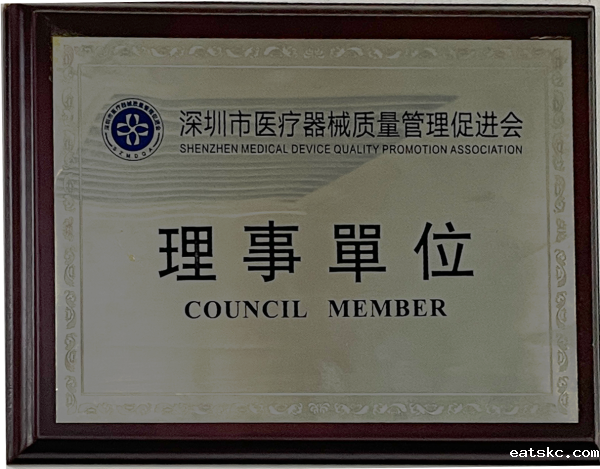 深圳市医疗器械质量管理促进会
SHENZHEN MEDICAL DEVICE QUALITY PROMOTION ASSOCIATION
理事單位
COUNCIL MEMBER
eatskc.com